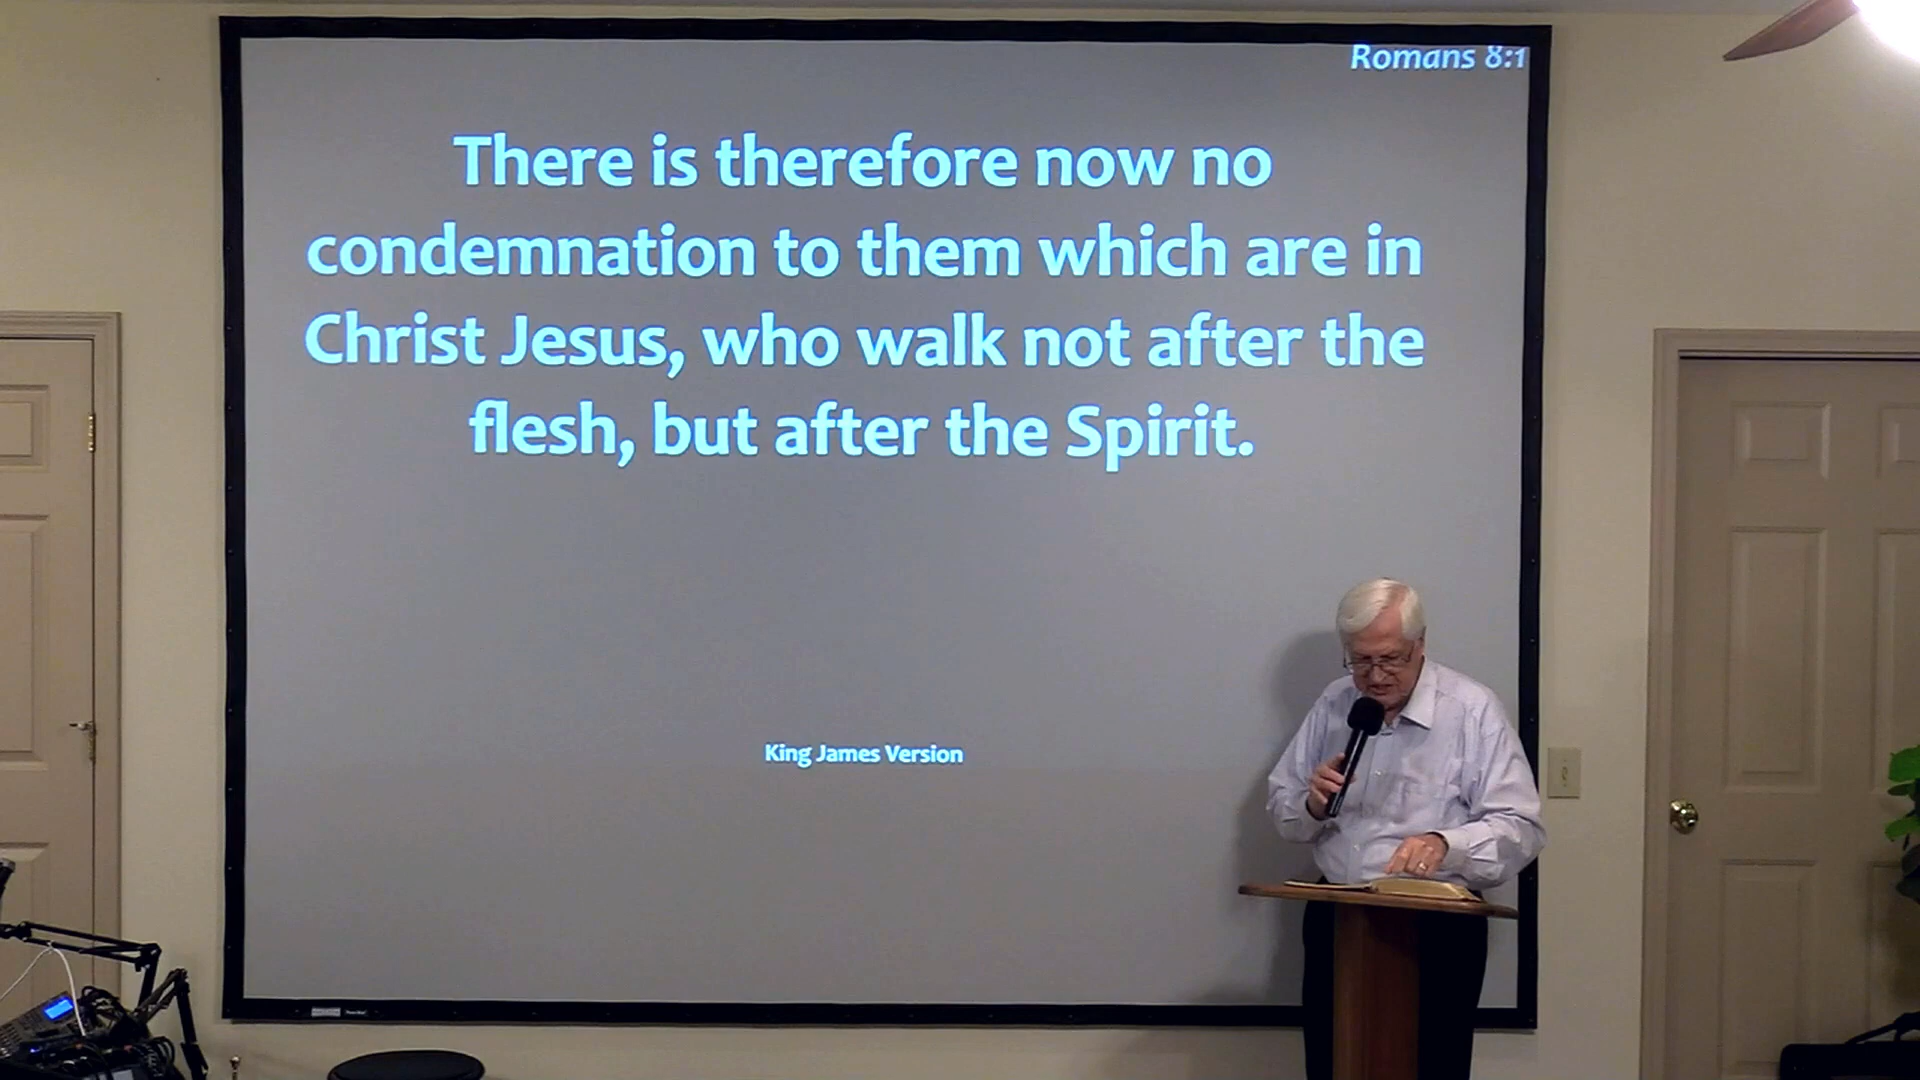 Romans 8:1
There is therefore now no
condemnation to them which are in
Christ Jesus, who walk not after the
flesh, but after the Spirit.
King James Version